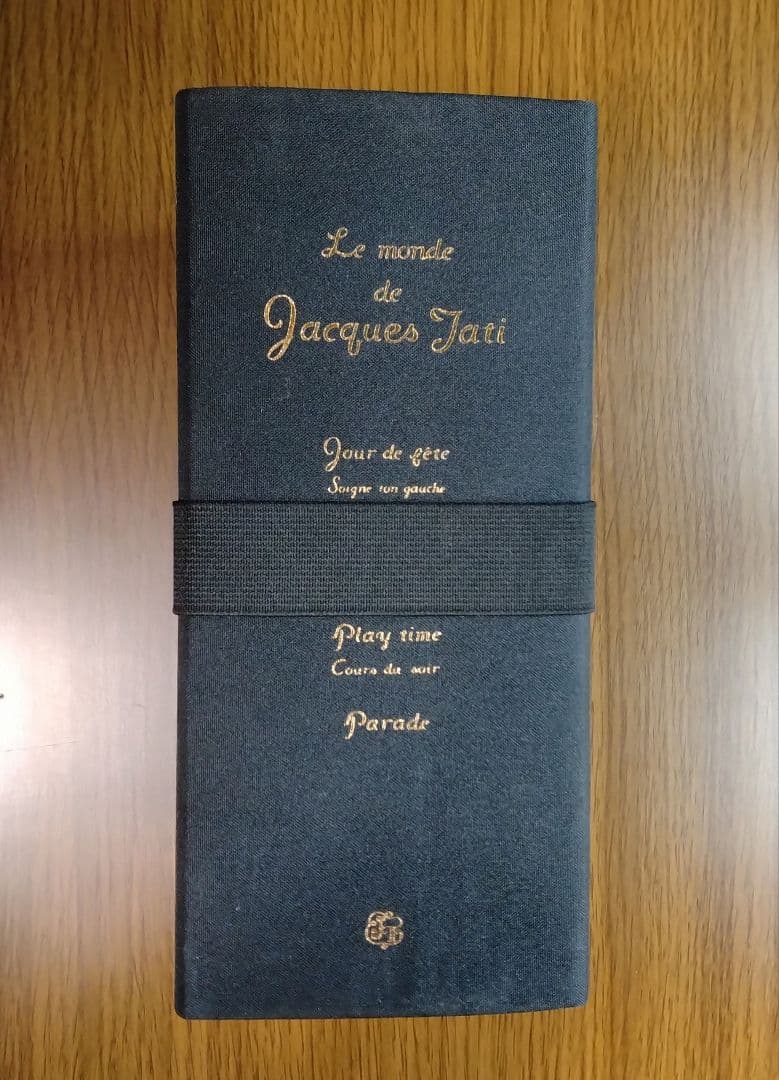 Le monde
de
Jacques Tati
Jour de fête
Soigne ton gauche
Play time
Cours du soir
Parade